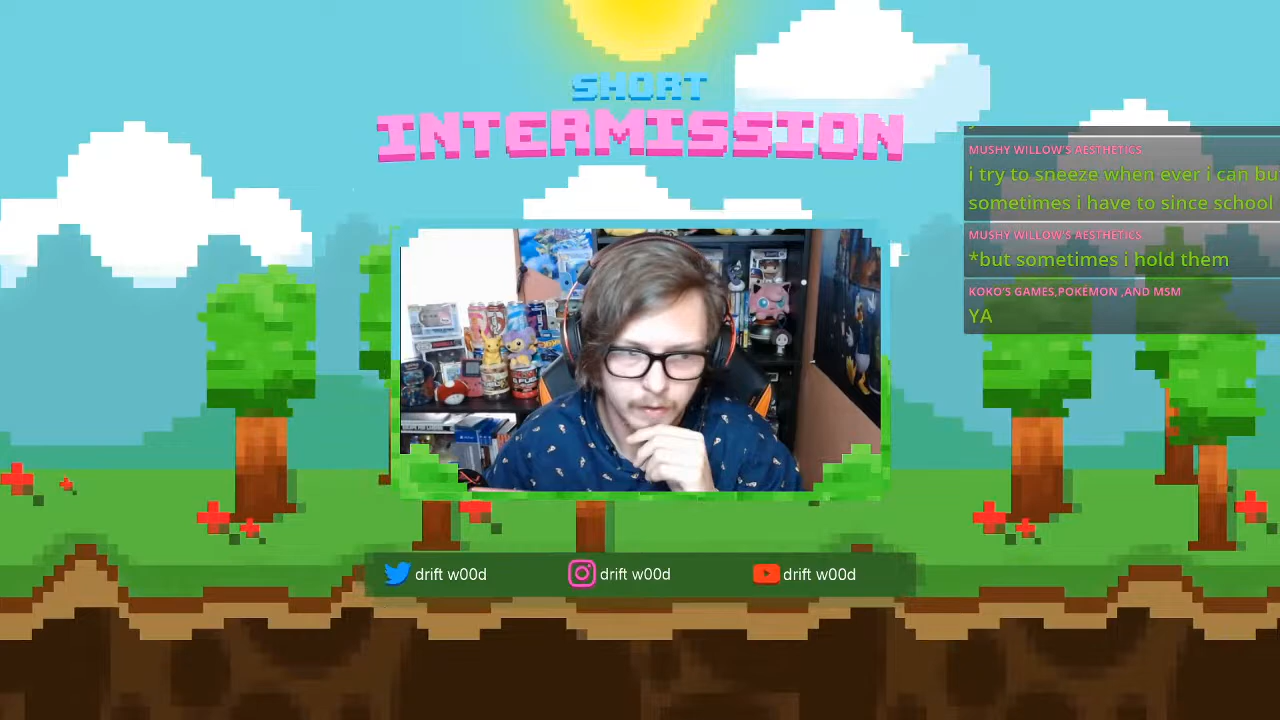 SHORT
INTERMISSION
MUSHY WILLOW'S AESTHETICS
i try to sneeze when ever i can bu
sometimes i have to since school
MUSHY WILLOW'S AESTHETICS
*but sometimes i hold them
KOKO'S GAMES,POKÉMON ,AND MSM
YA
drift w00d
drift w00d
drift w00d